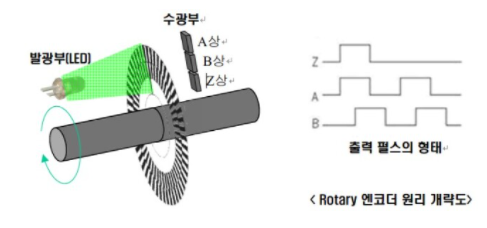 수광부
발광부(LED)
A상
B상
Z상
Z
A
B
출력 펄스의 형태
< Rotary 엔코더 원리 개략도>